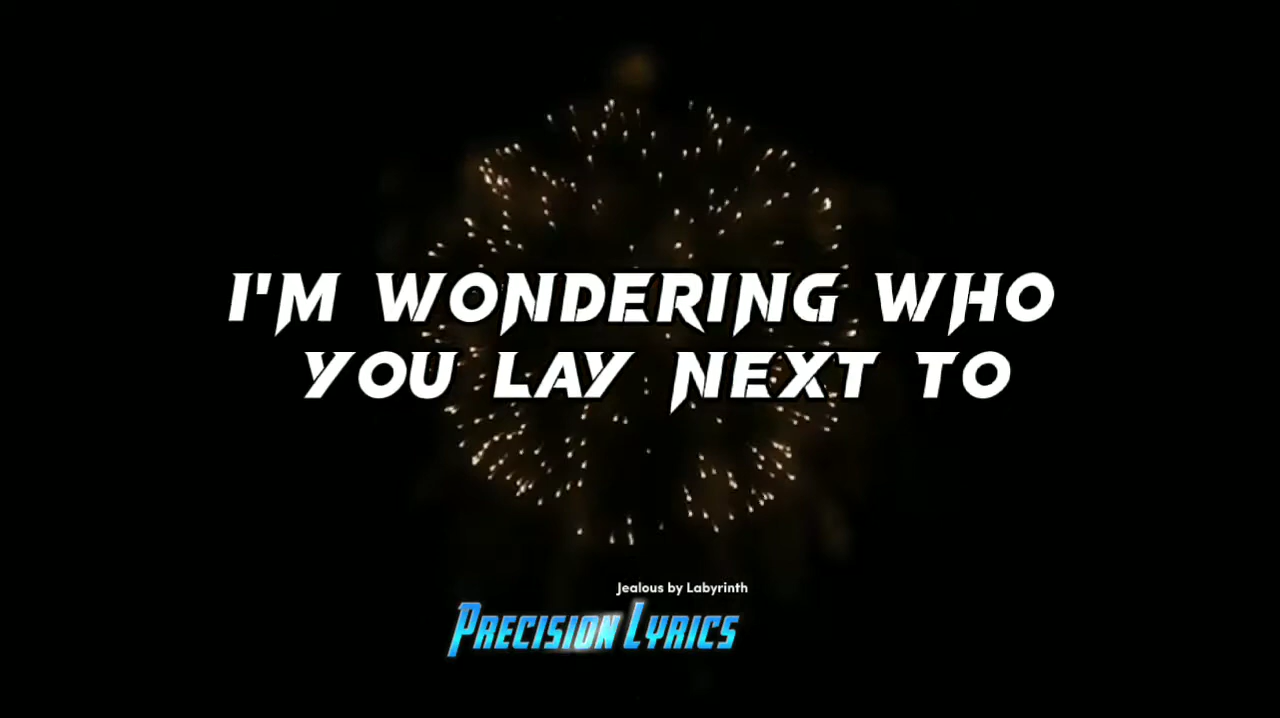 I'M WONDERING WHO
YOU LAY NEXT TO
Jealous by Labyrinth
PRECISION LYRICS